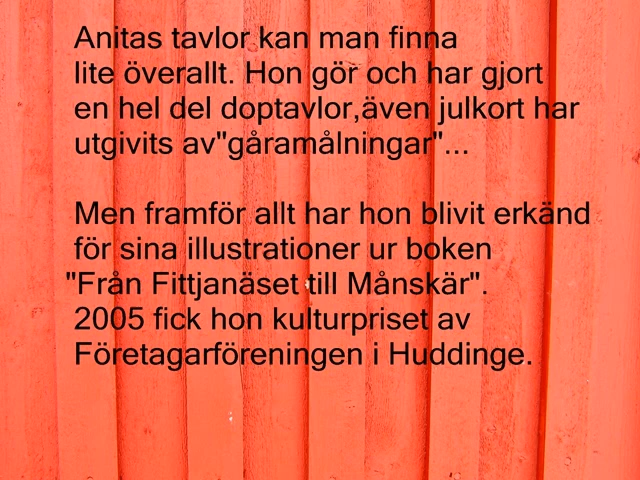 Anitas tavlor kan man finna
lite överallt. Hon gör och har gjort
en hel del doptavlor,även julkort har
utgivits av"gåramålningar"...
Men framför allt har hon blivit erkänd
för sina illustrationer ur boken
"Från Fittjanäset till Månskär".
2005 fick hon kulturpriset av
Företagarföreningen i Huddinge.